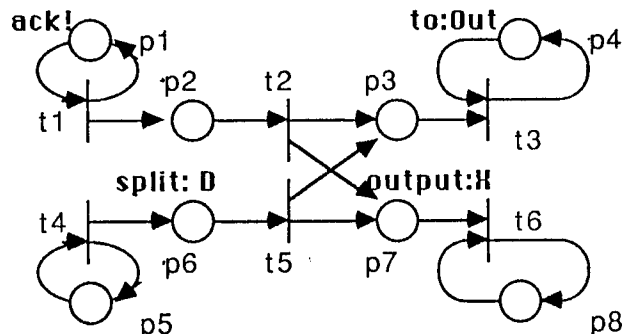 ack! to:Out
p1 p4
p2 t2 p3
t1 t3
split: D output:X
t4 t6
p6 t5 p7
p5 p8